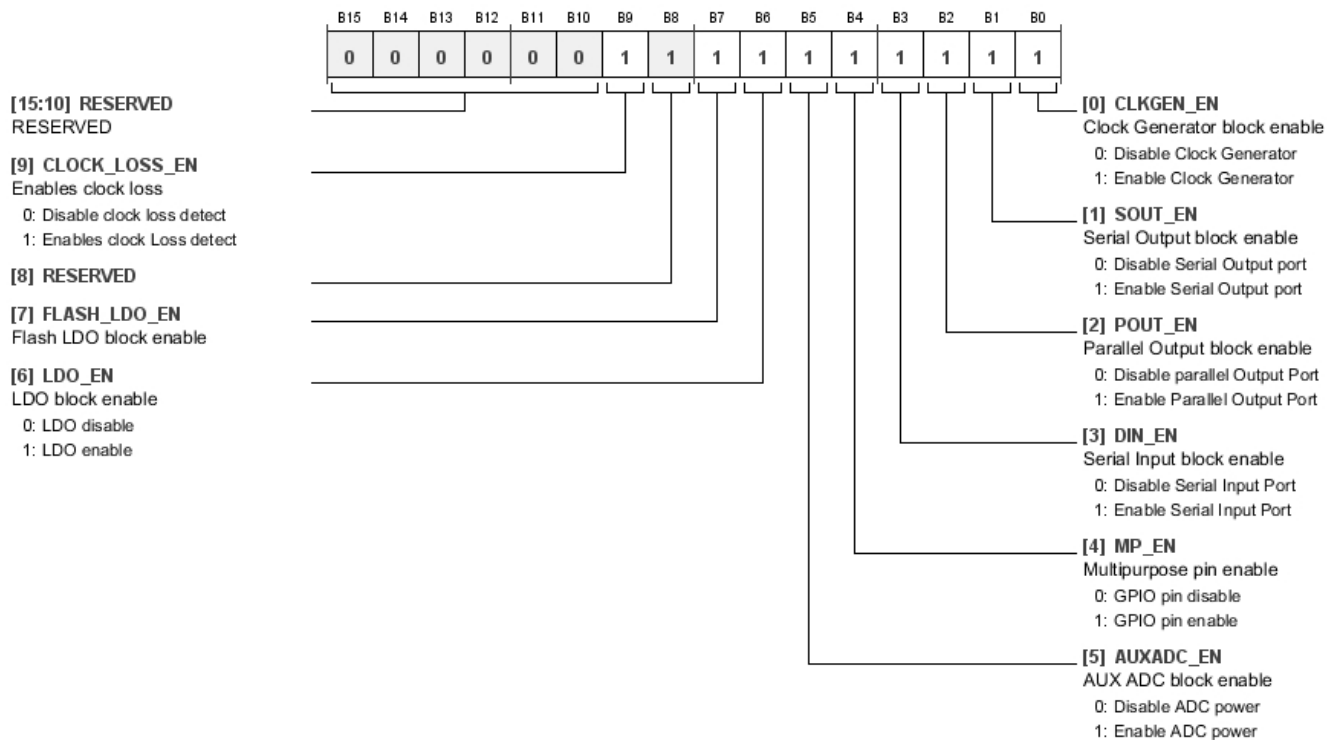 B15 B14 B13 B12 B11 B10 B9 B8 B7 B6 B5 B4 B3 B2 B1 B0
0 0 0 0 0 0 1 1 1 1 1 1 1 1 1 1
[15:10] RESERVED
RESERVED
[9] CLOCK_LOSS_EN
Enables clock loss
0: Disable clock loss detect
1: Enables clock Loss detect
[8] RESERVED
[7] FLASH_LDO_EN
Flash LDO block enable
[6] LDO_EN
LDO block enable
0: LDO disable
1: LDO enable
[0] CLKGEN_EN
Clock Generator block enable
0: Disable Clock Generator
1: Enable Clock Generator
[1] SOUT_EN
Serial Output block enable
0: Disable Serial Output port
1: Enable Serial Output port
[2] POUT_EN
Parallel Output block enable
0: Disable parallel Output Port
1: Enable Parallel Output Port
[3] DIN_EN
Serial Input block enable
0: Disable Serial Input Port
1: Enable Serial Input Port
[4] MP_EN
Multipurpose pin enable
0: GPIO pin disable
1: GPIO pin enable
[5] AUXADC_EN
AUX ADC block enable
0: Disable ADC power
1: Enable ADC power